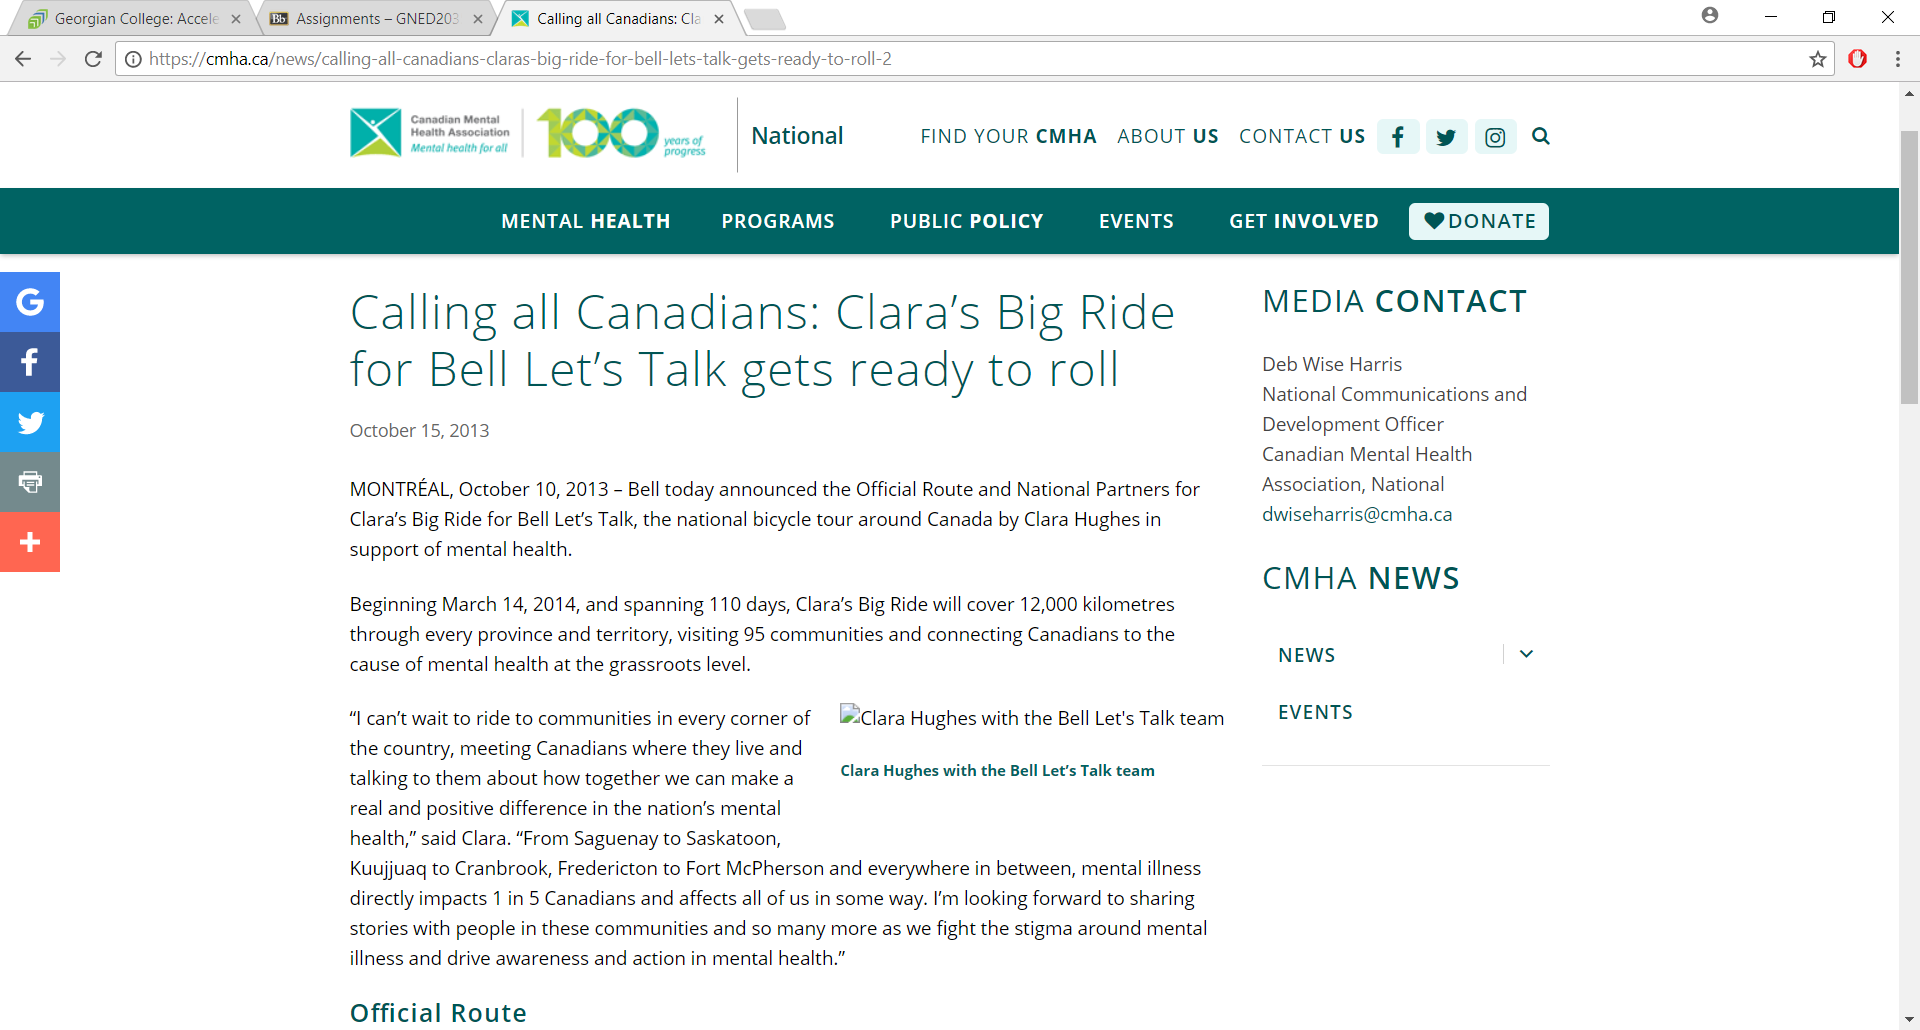 Georgian College: Accele
Assignments – GNED203
Calling all Canadians: Cla
https://cmha.ca/news/calling-all-canadians-claras-big-ride-for-bell-lets-talk-gets-ready-to-roll-2
Canadian Mental
Health Association
Mental health for all
100
years of
progress
National
FIND YOUR CMHA
ABOUT US
CONTACT US
MENTAL HEALTH
PROGRAMS
PUBLIC POLICY
EVENTS
GET INVOLVED
DONATE
Calling all Canadians: Clara’s Big Ride
for Bell Let’s Talk gets ready to roll
October 15, 2013
MONTRÉAL, October 10, 2013 – Bell today announced the Official Route and National Partners for
Clara’s Big Ride for Bell Let’s Talk, the national bicycle tour around Canada by Clara Hughes in
support of mental health.
Beginning March 14, 2014, and spanning 110 days, Clara’s Big Ride will cover 12,000 kilometres
through every province and territory, visiting 95 communities and connecting Canadians to the
cause of mental health at the grassroots level.
“I can’t wait to ride to communities in every corner of
the country, meeting Canadians where they live and
talking to them about how together we can make a
real and positive difference in the nation’s mental
health,” said Clara. “From Saguenay to Saskatoon,
Kuujjuaq to Cranbrook, Fredericton to Fort McPherson and everywhere in between, mental illness
directly impacts 1 in 5 Canadians and affects all of us in some way. I’m looking forward to sharing
stories with people in these communities and so many more as we fight the stigma around mental
illness and drive awareness and action in mental health.”
Clara Hughes with the Bell Let's Talk team
Clara Hughes with the Bell Let’s Talk team
Official Route
MEDIA CONTACT
Deb Wise Harris
National Communications and
Development Officer
Canadian Mental Health
Association, National
dwiseharris@cmha.ca
CMHA NEWS
NEWS
EVENTS